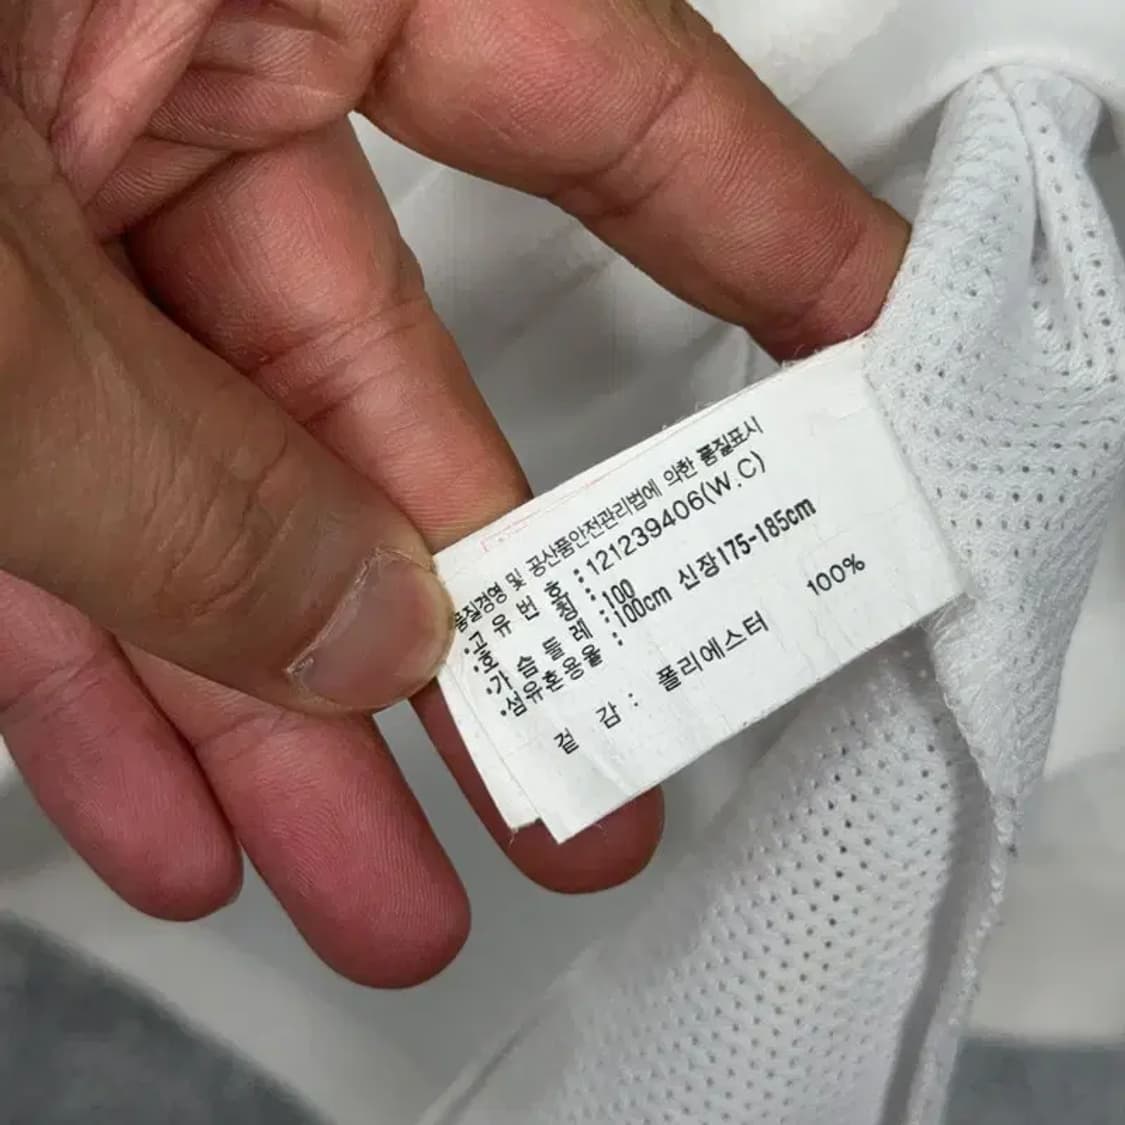 품질경영 및 공산품안전관리법에 의한 품질표시
•고유번호 : 121239406(W.C)
•호칭 : 100
•가슴둘레 : 100cm 신장175-185cm
•섬유혼용율 :
겉감 : 폴리에스터 100%